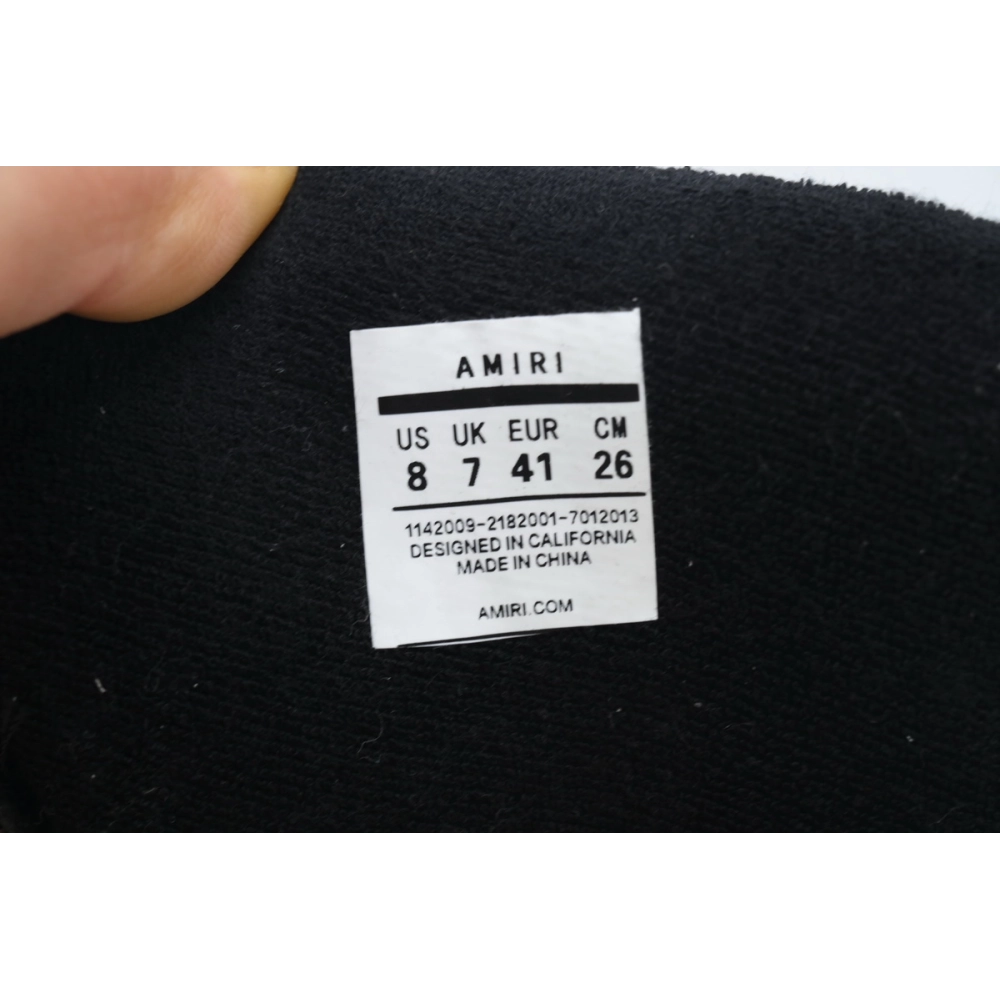 AMIRI
US UK EUR CM
8 7 41 26
1142009-2182001-7012013
DESIGNED IN CALIFORNIA
MADE IN CHINA
AMIRI.COM